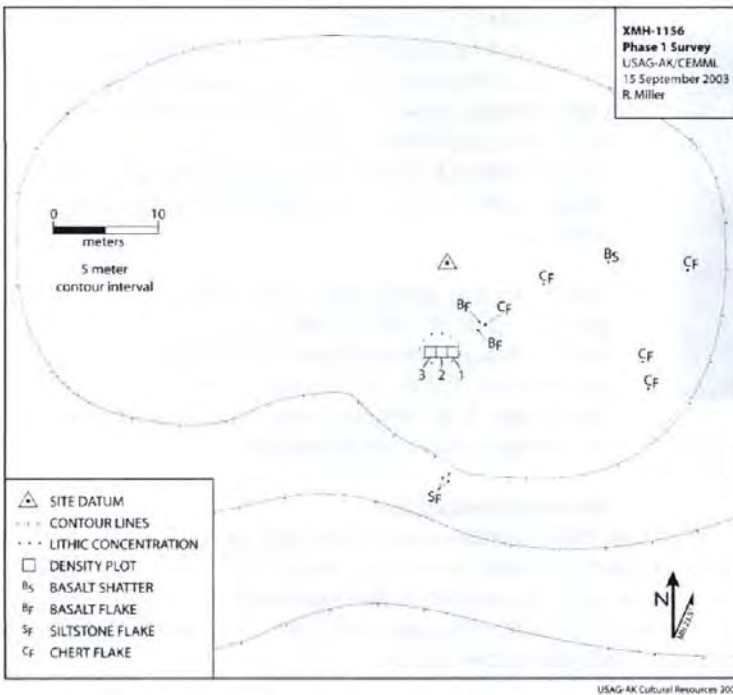 XMH-1156
Phase 1 Survey
USAG-AK/CEMML
15 September 2003
R. Miller
0 10
meters
5 meter
contour interval
BS
CF
CF
BF
CF
BF
3 2 1
CF
CF
SF
SITE DATUM
CONTOUR LINES
LITHIC CONCENTRATION
DENSITY PLOT
BS BASALT SHATTER
BF BASALT FLAKE
SF SILTSTONE FLAKE
CF CHERT FLAKE
N
USAG-AK Cultural Resources